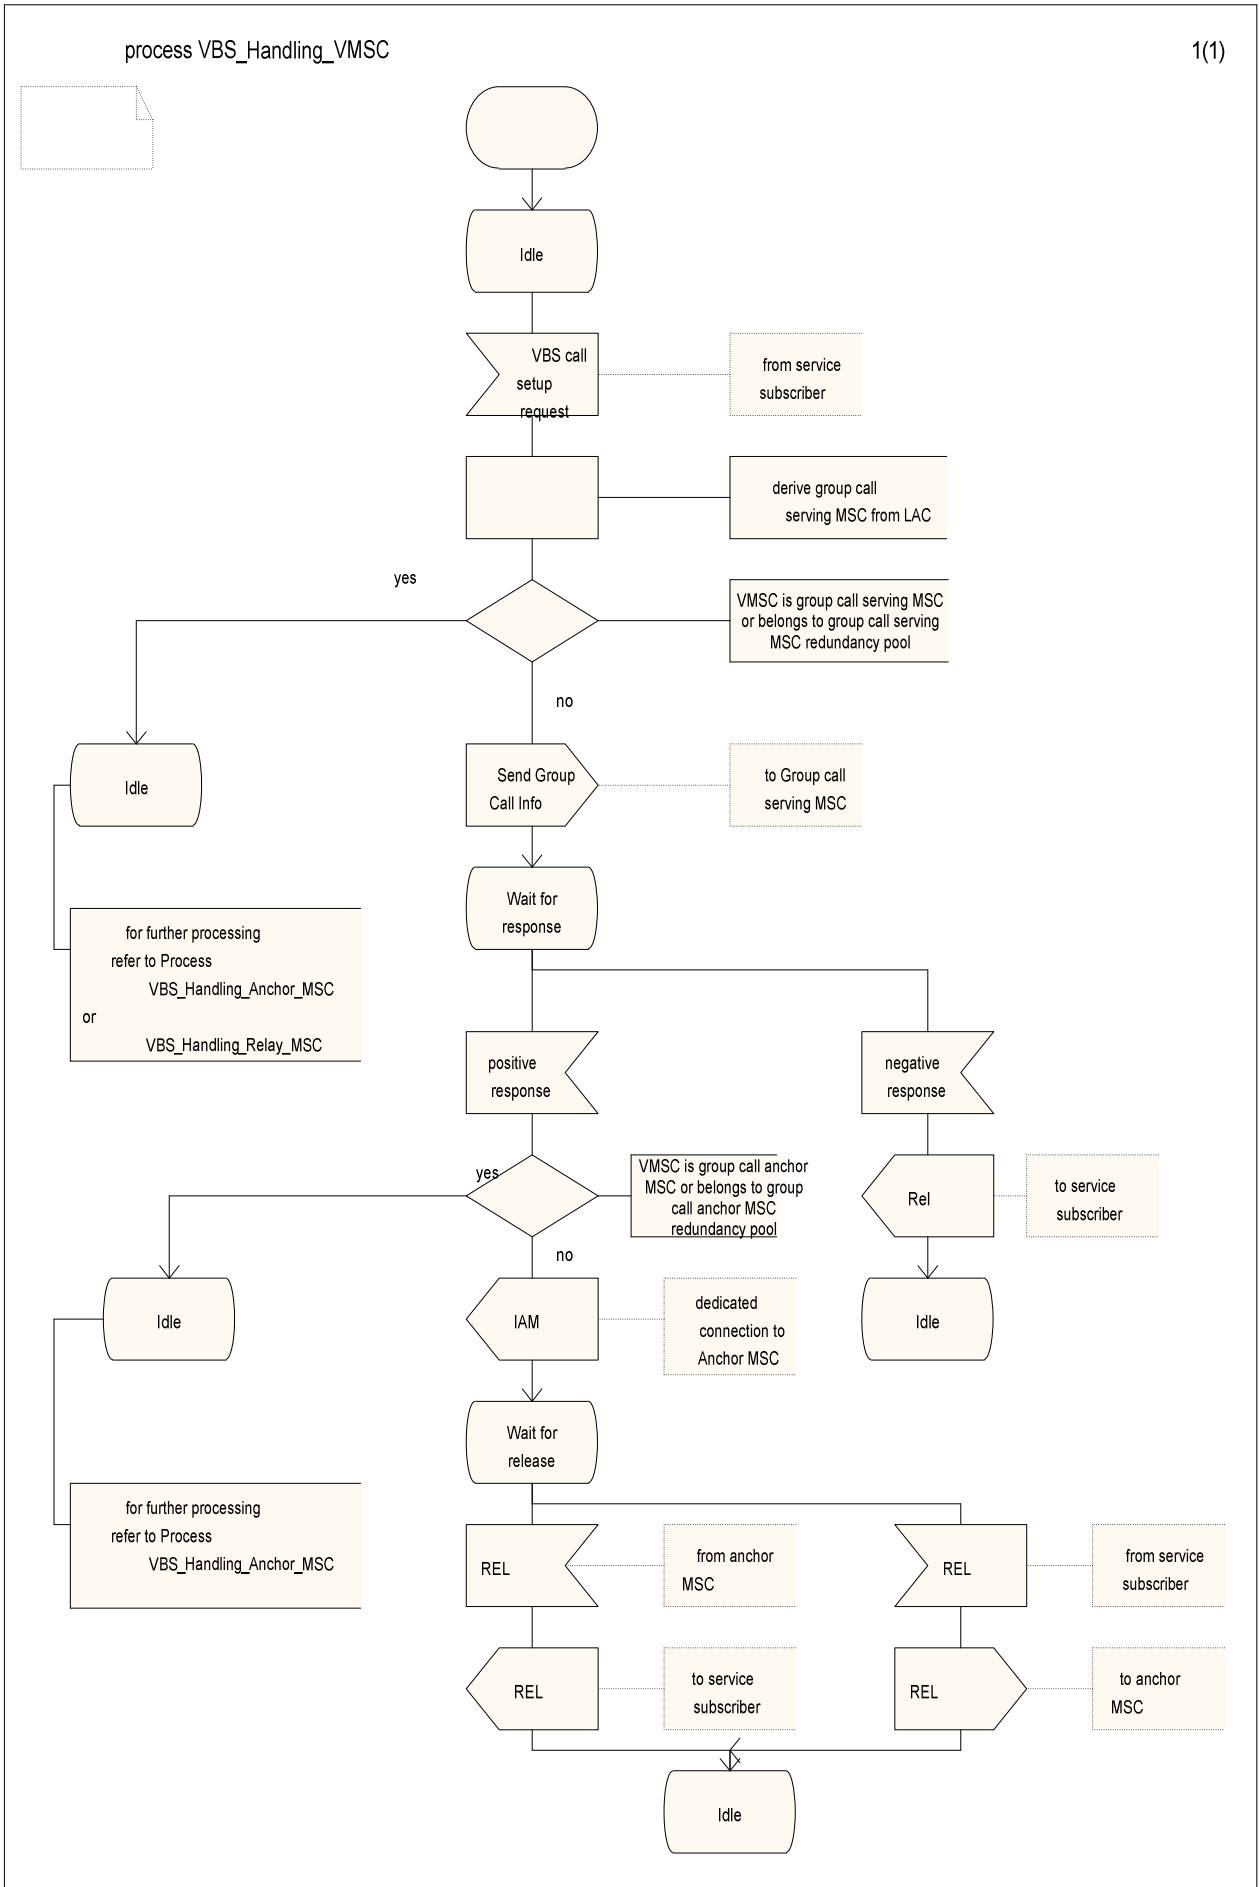 process VBS_Handling_VMSC
1(1)
Idle
VBS call
setup
request
from service
subscriber
derive group call
serving MSC from LAC
yes
VMSC is group call serving MSC
or belongs to group call serving
MSC redundancy pool
no
Idle
Send Group
Call Info
to Group call
serving MSC
Wait for
response
for further processing
refer to Process
VBS_Handling_Anchor_MSC
or
VBS_Handling_Relay_MSC
positive
response
negative
response
yes
VMSC is group call anchor
MSC or belongs to group
call anchor MSC
redundancy pool
Rel
to service
subscriber
no
Idle
IAM
dedicated
connection to
Anchor MSC
Idle
Wait for
release
for further processing
refer to Process
VBS_Handling_Anchor_MSC
REL
from anchor
MSC
REL
from service
subscriber
REL
to service
subscriber
REL
to anchor
MSC
Idle